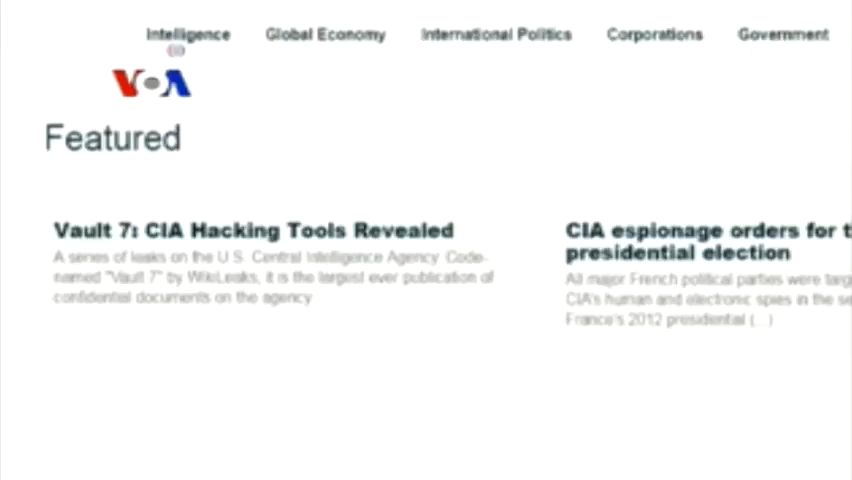 Intelligence Global Economy International Politics Corporations Government
VOA
Featured
Vault 7: CIA Hacking Tools Revealed
A series of leaks on the U.S. Central Intelligence Agency. Code-
named "Vault 7" by WikiLeaks, it is the largest ever publication of
confidential documents on the agency
CIA espionage orders for t
presidential election
All major French political parties were targ
CIA's human and electronic spies in the se
France's 2012 presidential (...)